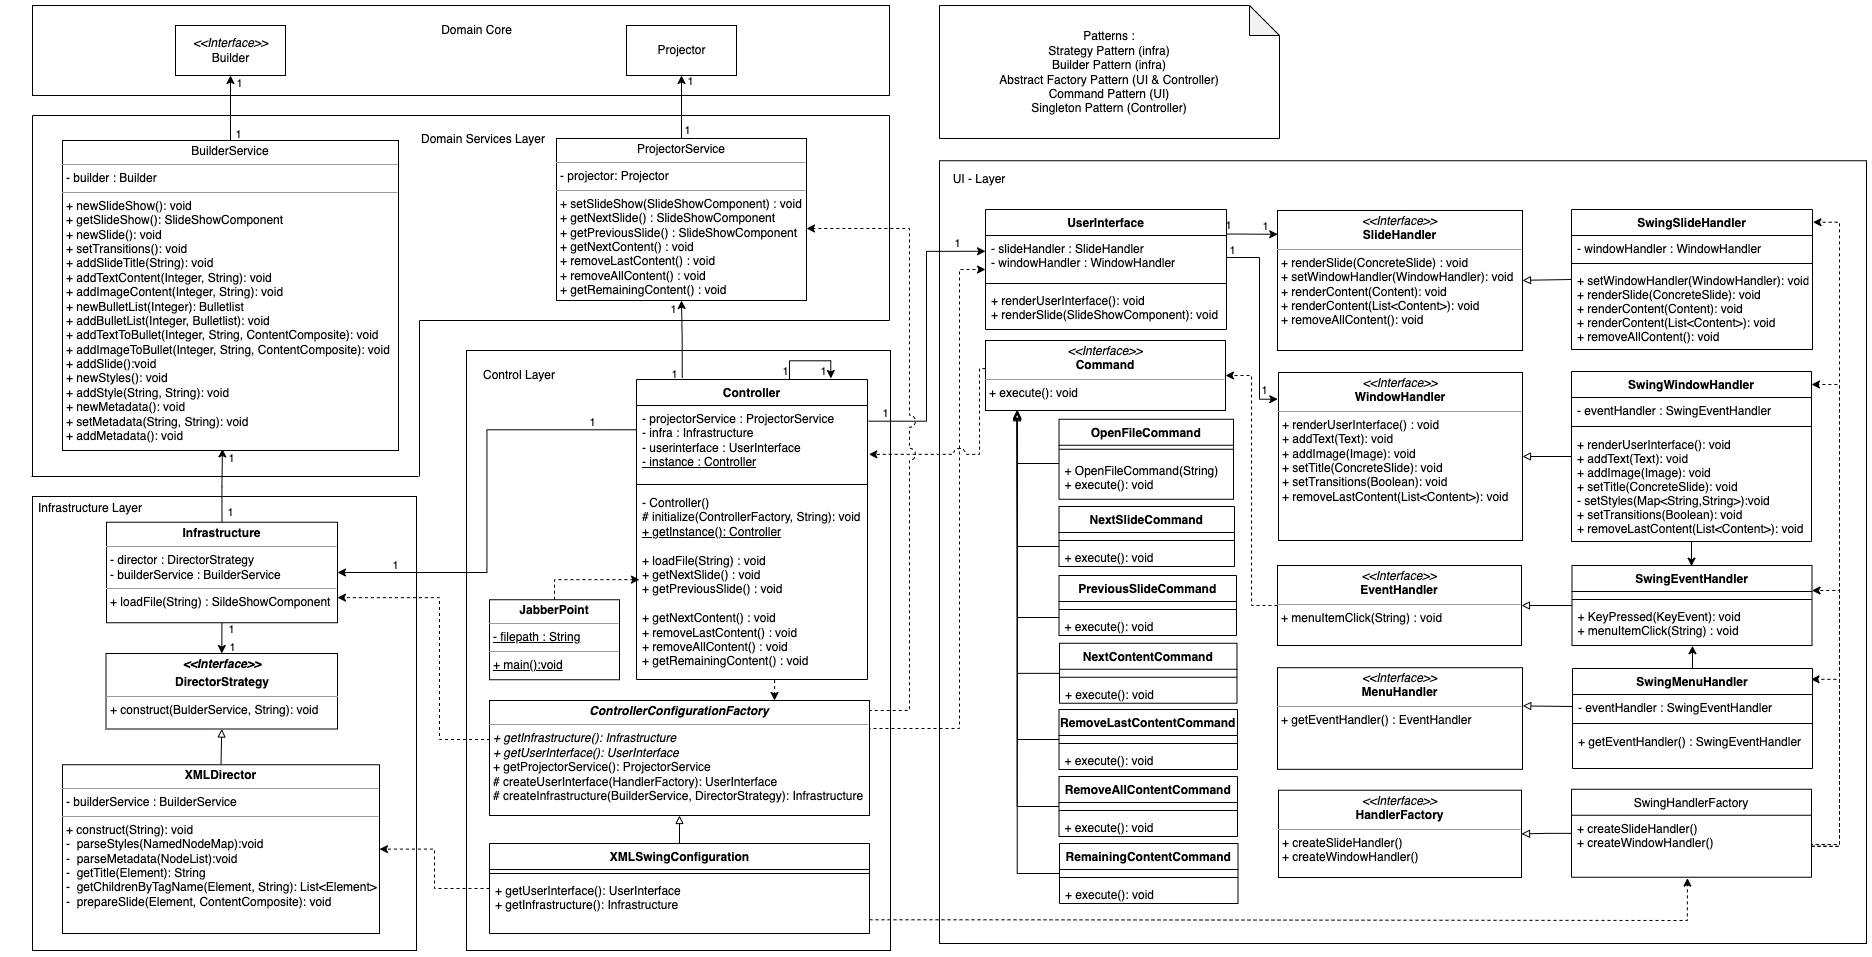 Domain Core
<<Interface>>
Builder
1
Projector
1
Patterns :
Strategy Pattern (infra)
Builder Pattern (infra)
Abstract Factory Pattern (UI & Controller)
Command Pattern (UI)
Singleton Pattern (Controller)
Domain Services Layer
1
BuilderService
- builder : Builder
+ newSlideShow(): void
+ getSlideShow(): SlideShowComponent
+ newSlide(): void
+ setTransitions(): void
+ addSlideTitle(String): void
+ addTextContent(Integer, String): void
+ addImageContent(Integer, String): void
+ newBulletList(Integer): Bulletlist
+ addBulletList(Integer, Bulletlist): void
+ addTextToBullet(Integer, String, ContentComposite): void
+ addImageToBullet(Integer, String, ContentComposite): void
+ addSlide():void
+ newStyles(): void
+ addStyle(String, String): void
+ newMetadata(): void
+ setMetadata(String, String): void
+ addMetadata(): void
1
1
ProjectorService
- projector: Projector
+ setSlideShow(SlideShowComponent) : void
+ getNextSlide() : SlideShowComponent
+ getPreviousSlide() : SlideShowComponent
+ getNextContent() : void
+ removeLastContent() : void
+ removeAllContent() : void
+ getRemainingContent() : void
1
Infrastructure Layer
1
Infrastructure
- director : DirectorStrategy
- builderService : BuilderService
+ loadFile(String) : SildeShowComponent
1
1
<<Interface>>
DirectorStrategy
+ construct(BulderService, String): void
XMLDirector
- builderService : BuilderService
+ construct(String): void
- parseStyles(NamedNodeMap):void
- parseMetadata(NodeList):void
- getTitle(Element): String
- getChildrenByTagName(Element, String): List<Element>
- prepareSlide(Element, ContentComposite): void
Control Layer
1
1
1
1
1
1
1
Controller
- projectorService : ProjectorService
- infra : Infrastructure
- userinterface : UserInterface
- instance : Controller
- Controller()
# initialize(ControllerFactory, String): void
+ getInstance(): Controller
+ loadFile(String) : void
+ getNextSlide() : void
+ getPreviousSlide() : void
+ getNextContent() : void
+ removeLastContent() : void
+ removeAllContent() : void
+ getRemainingContent() : void
JabberPoint
- filepath : String
+ main():void
ControllerConfigurationFactory
+ getInfrastructure(): Infrastructure
+ getUserInterface(): UserInterface
+ getProjectorService(): ProjectorService
# createUserInterface(HandlerFactory): UserInterface
# createInfrastructure(BuilderService, DirectorStrategy): Infrastructure
XMLSwingConfiguration
+ getUserInterface(): UserInterface
+ getInfrastructure(): Infrastructure
UI - Layer
UserInterface
- slideHandler : SlideHandler
- windowHandler : WindowHandler
+ renderUserInterface(): void
+ renderSlide(SlideShowComponent): void
1
1
1
1
<<Interface>>
Command
+ execute(): void
OpenFileCommand
+ OpenFileCommand(String)
+ execute(): void
NextSlideCommand
+ execute(): void
PreviousSlideCommand
+ execute(): void
NextContentCommand
+ execute(): void
RemoveLastContentCommand
+ execute(): void
RemoveAllContentCommand
+ execute(): void
RemainingContentCommand
+ execute(): void
<<Interface>>
SlideHandler
+ renderSlide(ConcreteSlide) : void
+ setWindowHandler(WindowHandler): void
+ renderContent(Content): void
+ renderContent(List<Content>): void
+ removeAllContent(): void
<<Interface>>
WindowHandler
+ renderUserInterface() : void
+ addText(Text): void
+ addImage(Image): void
+ setTitle(ConcreteSlide): void
+ setTransitions(Boolean): void
+ removeLastContent(List<Content>): void
<<Interface>>
EventHandler
+ menuItemClick(String) : void
<<Interface>>
MenuHandler
+ getEventHandler() : EventHandler
<<Interface>>
HandlerFactory
+ createSlideHandler()
+ createWindowHandler()
SwingSlideHandler
- windowHandler : WindowHandler
+ setWindowHandler(WindowHandler): void
+ renderSlide(ConcreteSlide): void
+ renderContent(Content): void
+ renderContent(List<Content>): void
+ removeAllContent(): void
SwingWindowHandler
- eventHandler : SwingEventHandler
+ renderUserInterface(): void
+ addText(Text): void
+ addImage(Image): void
+ setTitle(ConcreteSlide): void
- setStyles(Map<String,String>):void
+ setTransitions(Boolean): void
+ removeLastContent(List<Content>): void
SwingEventHandler
+ KeyPressed(KeyEvent): void
+ menuItemClick(String) : void
SwingMenuHandler
- eventHandler : SwingEventHandler
+ getEventHandler() : SwingEventHandler
SwingHandlerFactory
+ createSlideHandler()
+ createWindowHandler()